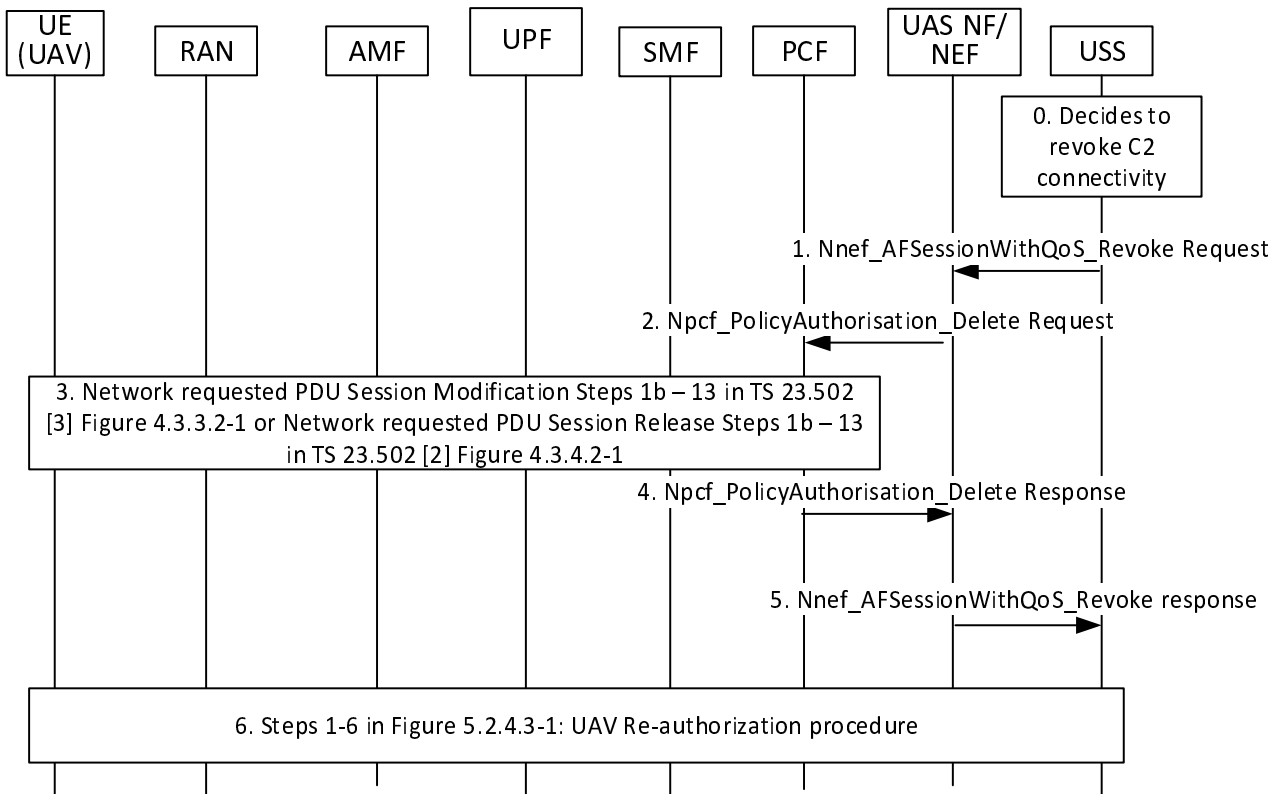 UE
(UAV)
RAN
AMF
UPF
SMF
PCF
UAS NF/
NEF
USS
0. Decides to
revoke C2
connectivity
1. Nnef_AFSessionWithQoS_Revoke Request
2. Npcf_PolicyAuthorisation_Delete Request
3. Network requested PDU Session Modification Steps 1b – 13 in TS 23.502
[3] Figure 4.3.3.2-1 or Network requested PDU Session Release Steps 1b – 13
in TS 23.502 [2] Figure 4.3.4.2-1
4. Npcf_PolicyAuthorisation_Delete Response
5. Nnef_AFSessionWithQoS_Revoke response
6. Steps 1-6 in Figure 5.2.4.3-1: UAV Re-authorization procedure